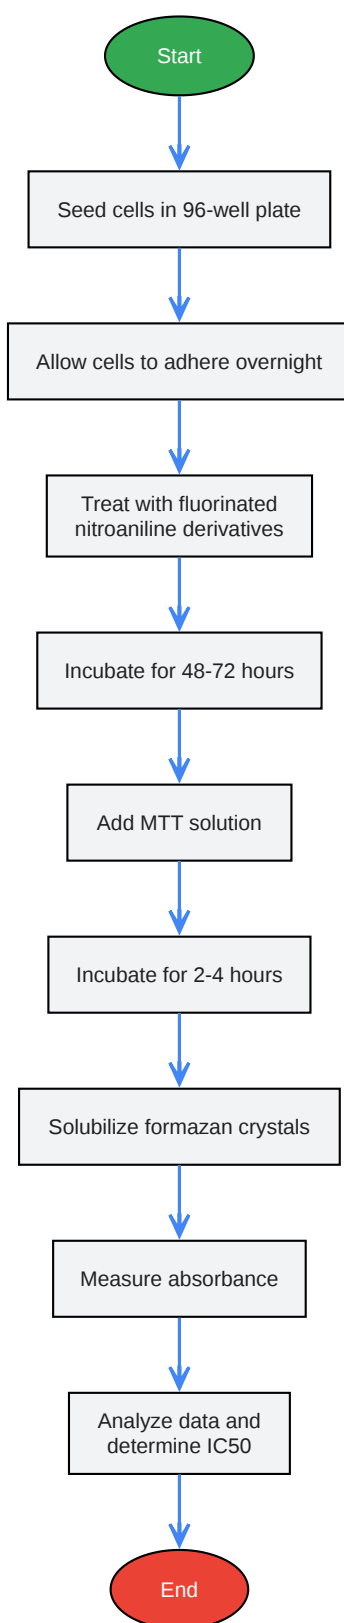 Start
Seed cells in 96-well plate
Allow cells to adhere overnight
Treat with fluorinated
nitroaniline derivatives
Incubate for 48-72 hours
Add MTT solution
Incubate for 2-4 hours
Solubilize formazan crystals
Measure absorbance
Analyze data and
determine IC50
End